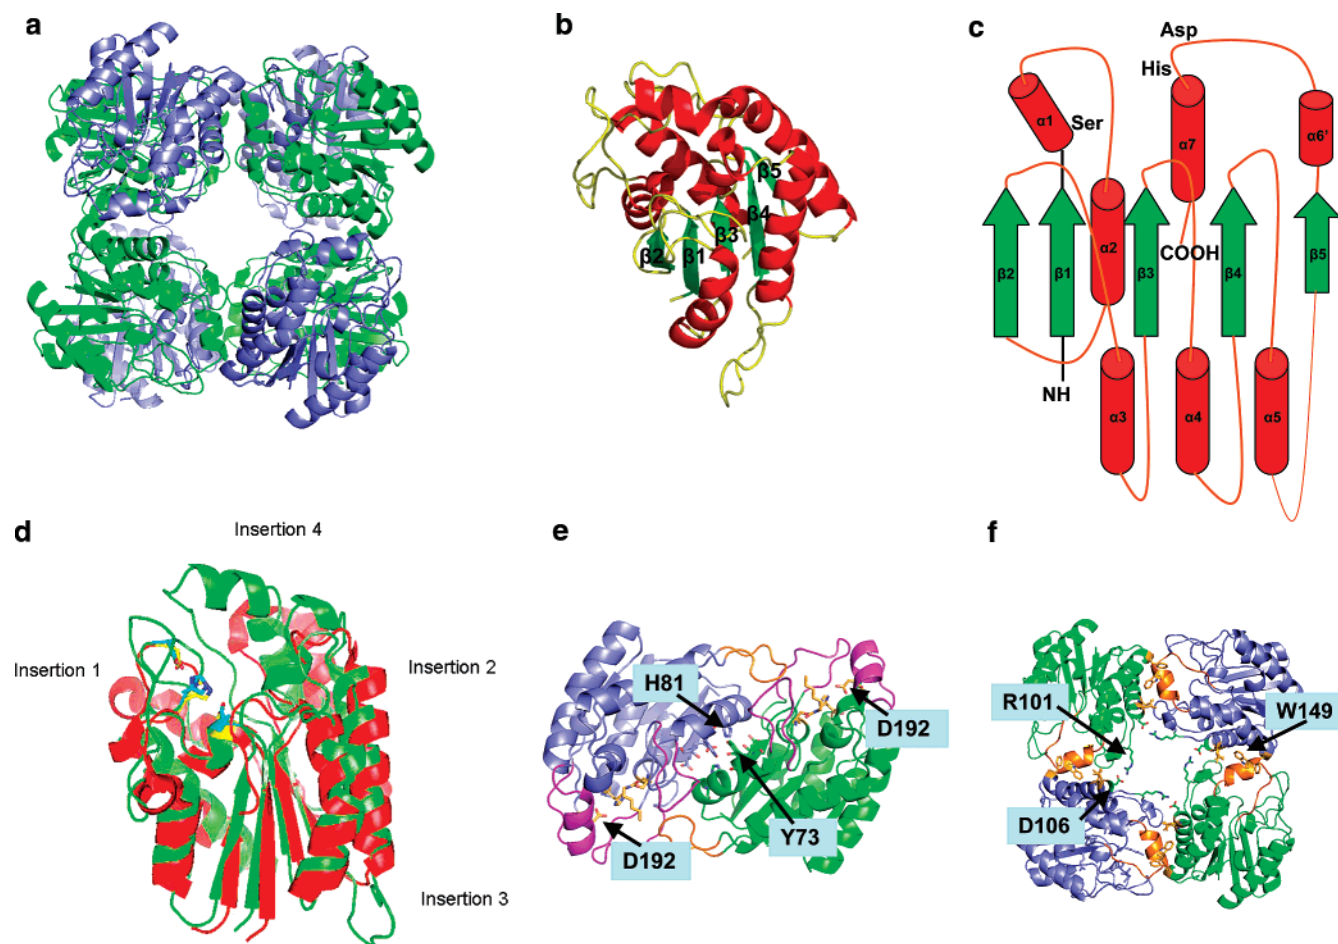 a
b
β5
β4
β3
β2
β1
c
Asp
His
α1
Ser
α7
α6'
α2
COOH
β2
β1
β3
β4
β5
NH
α3
α4
α5
d
Insertion 4
Insertion 1
Insertion 2
Insertion 3
e
H81
D192
Y73
D192
f
R101
W149
D106